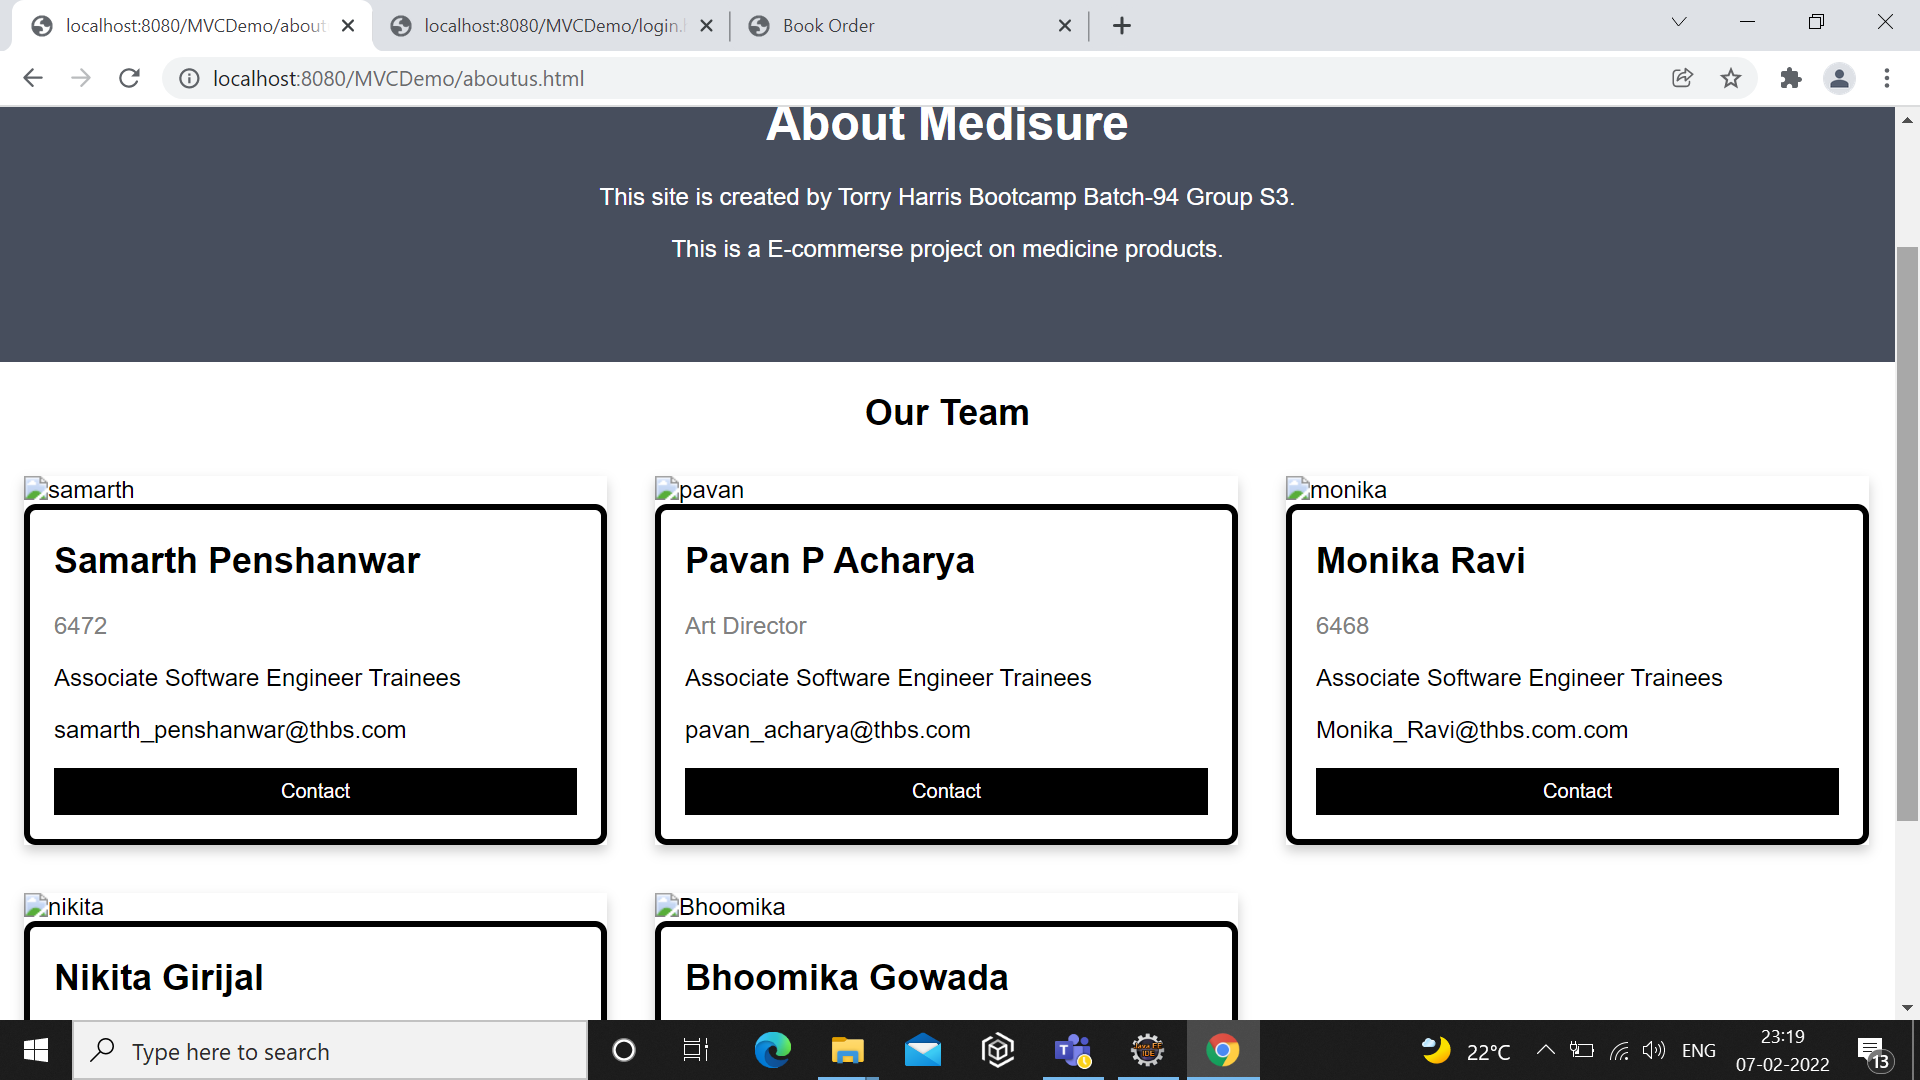 localhost:8080/MVCDemo/about
localhost:8080/MVCDemo/login.
Book Order
localhost:8080/MVCDemo/aboutus.html
About Medisure
This site is created by Torry Harris Bootcamp Batch-94 Group S3.
This is a E-commerse project on medicine products.
Our Team
samarth
pavan
monika
Samarth Penshanwar
Pavan P Acharya
Monika Ravi
6472
Art Director
6468
Associate Software Engineer Trainees
Associate Software Engineer Trainees
Associate Software Engineer Trainees
samarth_penshanwar@thbs.com
pavan_acharya@thbs.com
Monika_Ravi@thbs.com.com
Contact
Contact
Contact
nikita
Bhoomika
Nikita Girijal
Bhoomika Gowada
Type here to search
22°C
ENG
23:19
07-02-2022
13